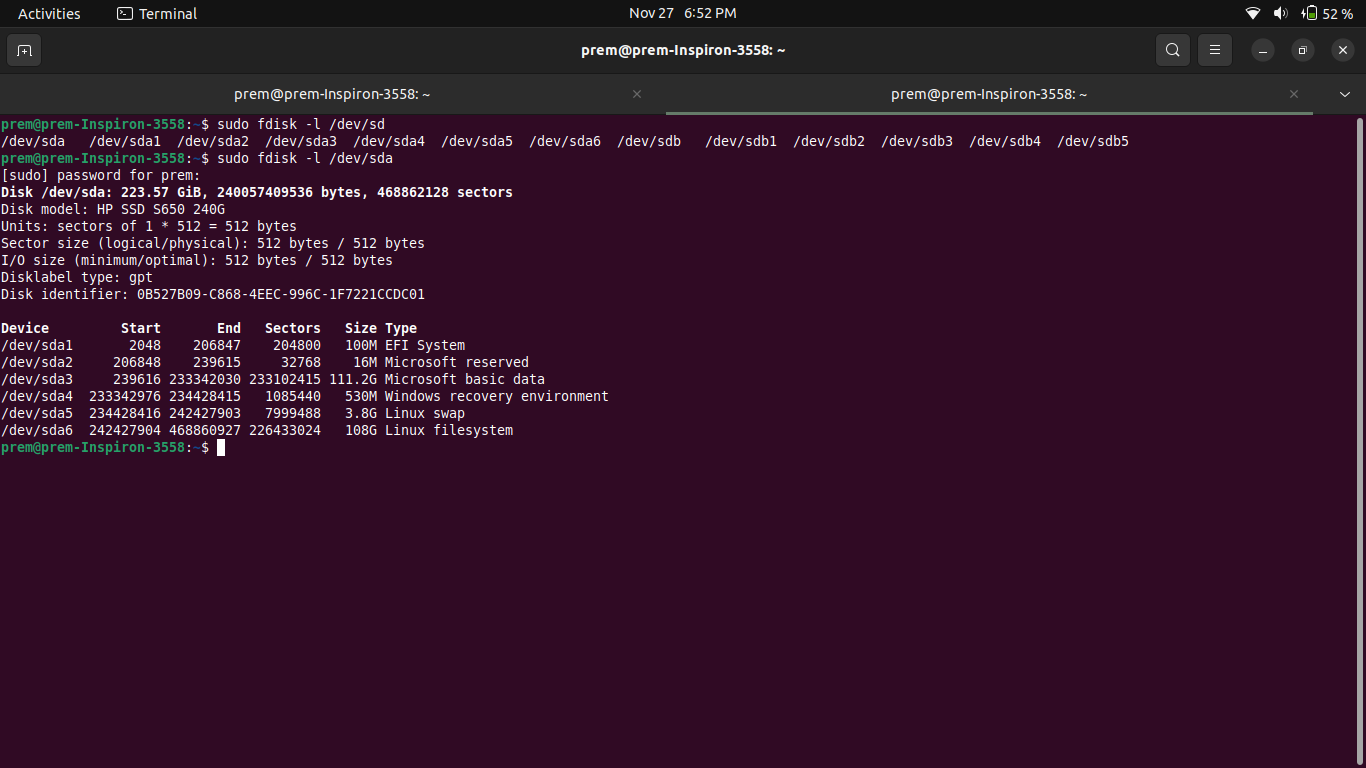 Activities Terminal Nov 27 6:52 PM 52 %
prem@prem-Inspiron-3558: ~
prem@prem-Inspiron-3558: ~ prem@prem-Inspiron-3558: ~
prem@prem-Inspiron-3558:~$ sudo fdisk -l /dev/sd
/dev/sda   /dev/sda1  /dev/sda2  /dev/sda3  /dev/sda4  /dev/sda5  /dev/sda6  /dev/sdb   /dev/sdb1  /dev/sdb2  /dev/sdb3  /dev/sdb4  /dev/sdb5
prem@prem-Inspiron-3558:~$ sudo fdisk -l /dev/sda
[sudo] password for prem:
Disk /dev/sda: 223.57 GiB, 240057409536 bytes, 468862128 sectors
Disk model: HP SSD S650 240G
Units: sectors of 1 * 512 = 512 bytes
Sector size (logical/physical): 512 bytes / 512 bytes
I/O size (minimum/optimal): 512 bytes / 512 bytes
Disklabel type: gpt
Disk identifier: 0B527B09-C868-4EEC-996C-1F7221CCDC01
Device         Start       End   Sectors   Size Type
/dev/sda1       2048    206847    204800   100M EFI System
/dev/sda2     206848    239615     32768    16M Microsoft reserved
/dev/sda3     239616 233342030 233102415 111.2G Microsoft basic data
/dev/sda4  233342976 234428415   1085440   530M Windows recovery environment
/dev/sda5  234428416 242427903   7999488   3.8G Linux swap
/dev/sda6  242427904 468860927 226433024   108G Linux filesystem
prem@prem-Inspiron-3558:~$